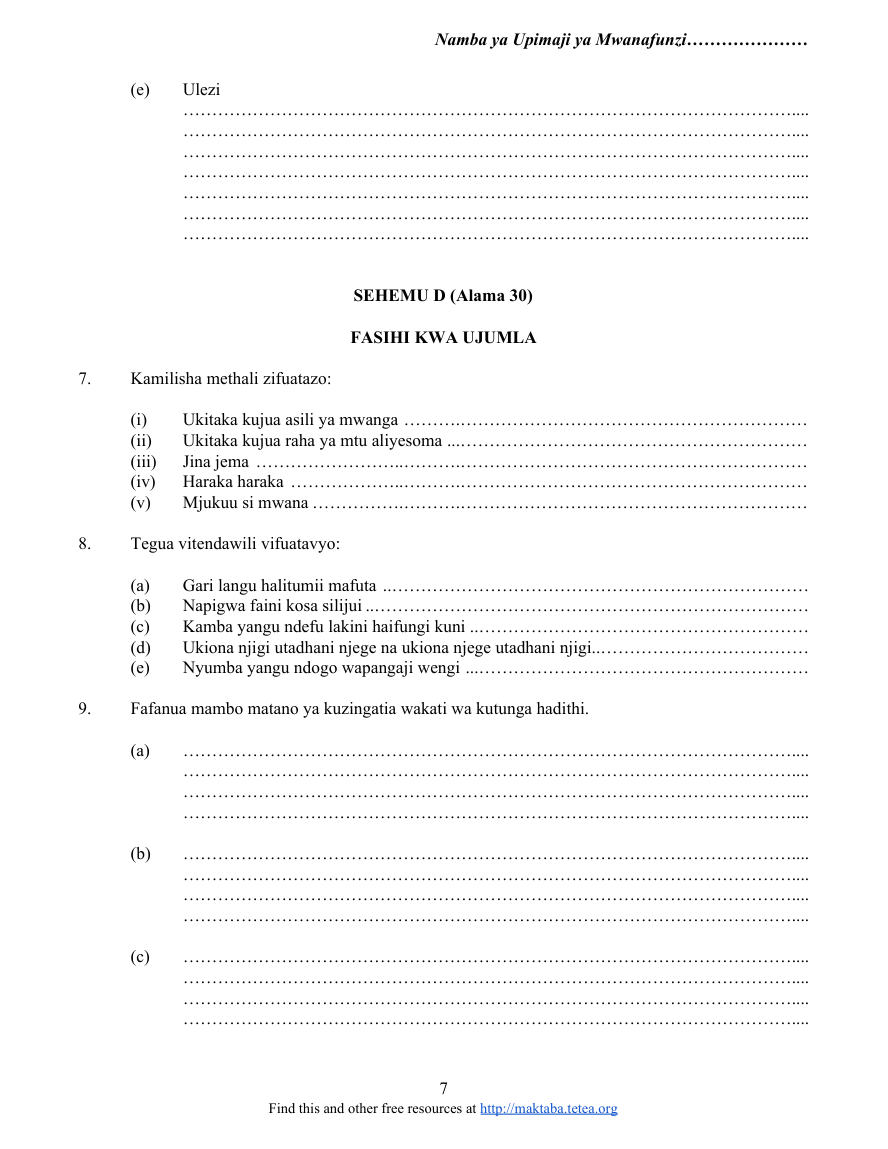 Namba ya Upimaji ya Mwanafunzi…………………
(e) Ulezi
……………………………………………………………………………………………....
……………………………………………………………………………………………....
……………………………………………………………………………………………....
……………………………………………………………………………………………....
……………………………………………………………………………………………....
……………………………………………………………………………………………....
……………………………………………………………………………………………....
SEHEMU D (Alama 30)
FASIHI KWA UJUMLA
7. Kamilisha methali zifuatazo:
(i) Ukitaka kujua asili ya mwanga ……….……………………………………………………
(ii) Ukitaka kujua raha ya mtu aliyesoma ...……………………………………………………
(iii) Jina jema ……………………..……….……………………………………………………
(iv) Haraka haraka ………………..……….……………………………………………………
(v) Mjukuu si mwana …………….……….……………………………………………………
8. Tegua vitendawili vifuatavyo:
(a) Gari langu halitumii mafuta ..………………………………………………………………
(b) Napigwa faini kosa silijui ..…………………………………………………………………
(c) Kamba yangu ndefu lakini haifungi kuni ..…………………………………………………
(d) Ukiona njigi utadhani njege na ukiona njege utadhani njigi..………………………………
(e) Nyumba yangu ndogo wapangaji wengi ...…………………………………………………
9. Fafanua mambo matano ya kuzingatia wakati wa kutunga hadithi.
(a) ……………………………………………………………………………………………....
……………………………………………………………………………………………....
……………………………………………………………………………………………....
……………………………………………………………………………………………....
(b) ……………………………………………………………………………………………....
……………………………………………………………………………………………....
……………………………………………………………………………………………....
……………………………………………………………………………………………....
(c) ……………………………………………………………………………………………....
……………………………………………………………………………………………....
……………………………………………………………………………………………....
……………………………………………………………………………………………....
7
Find this and other free resources at http://maktaba.tetea.org